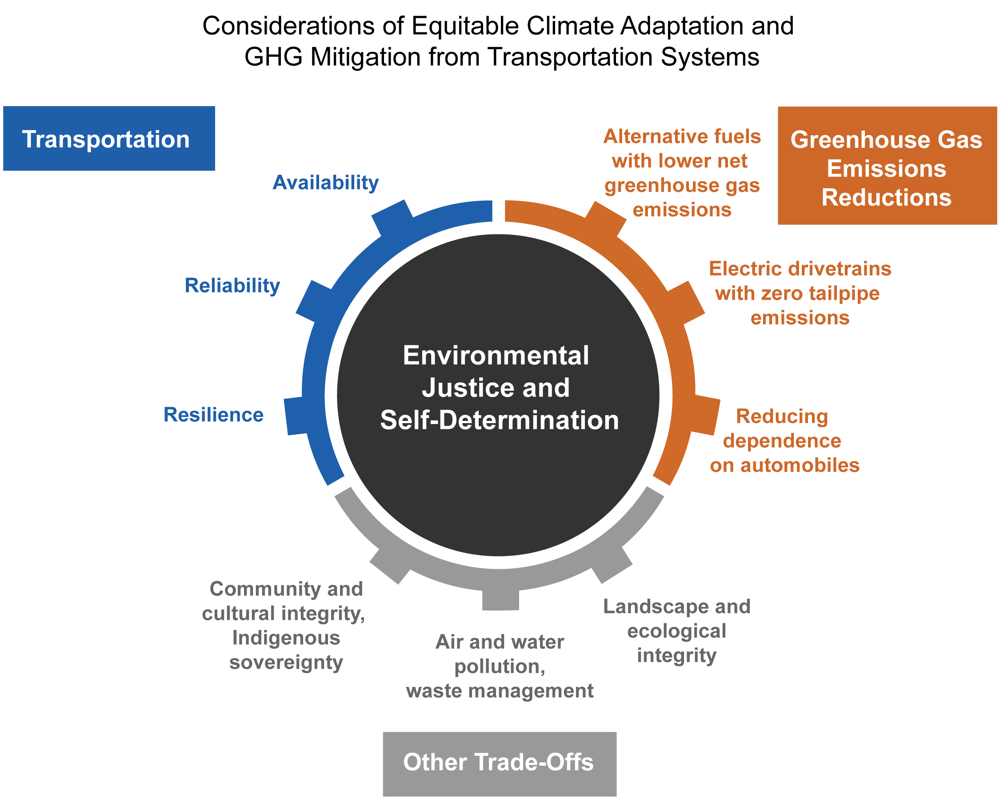 Considerations of Equitable Climate Adaptation and
GHG Mitigation from Transportation Systems
Transportation
Availability
Reliability
Resilience
Greenhouse Gas
Emissions
Reductions
Alternative fuels
with lower net
greenhouse gas
emissions
Electric drivetrains
with zero tailpipe
emissions
Reducing
dependence
on automobiles
Environmental
Justice and
Self-Determination
Community and
cultural integrity,
Indigenous
sovereignty
Air and water
pollution,
waste management
Landscape and
ecological
integrity
Other Trade-Offs